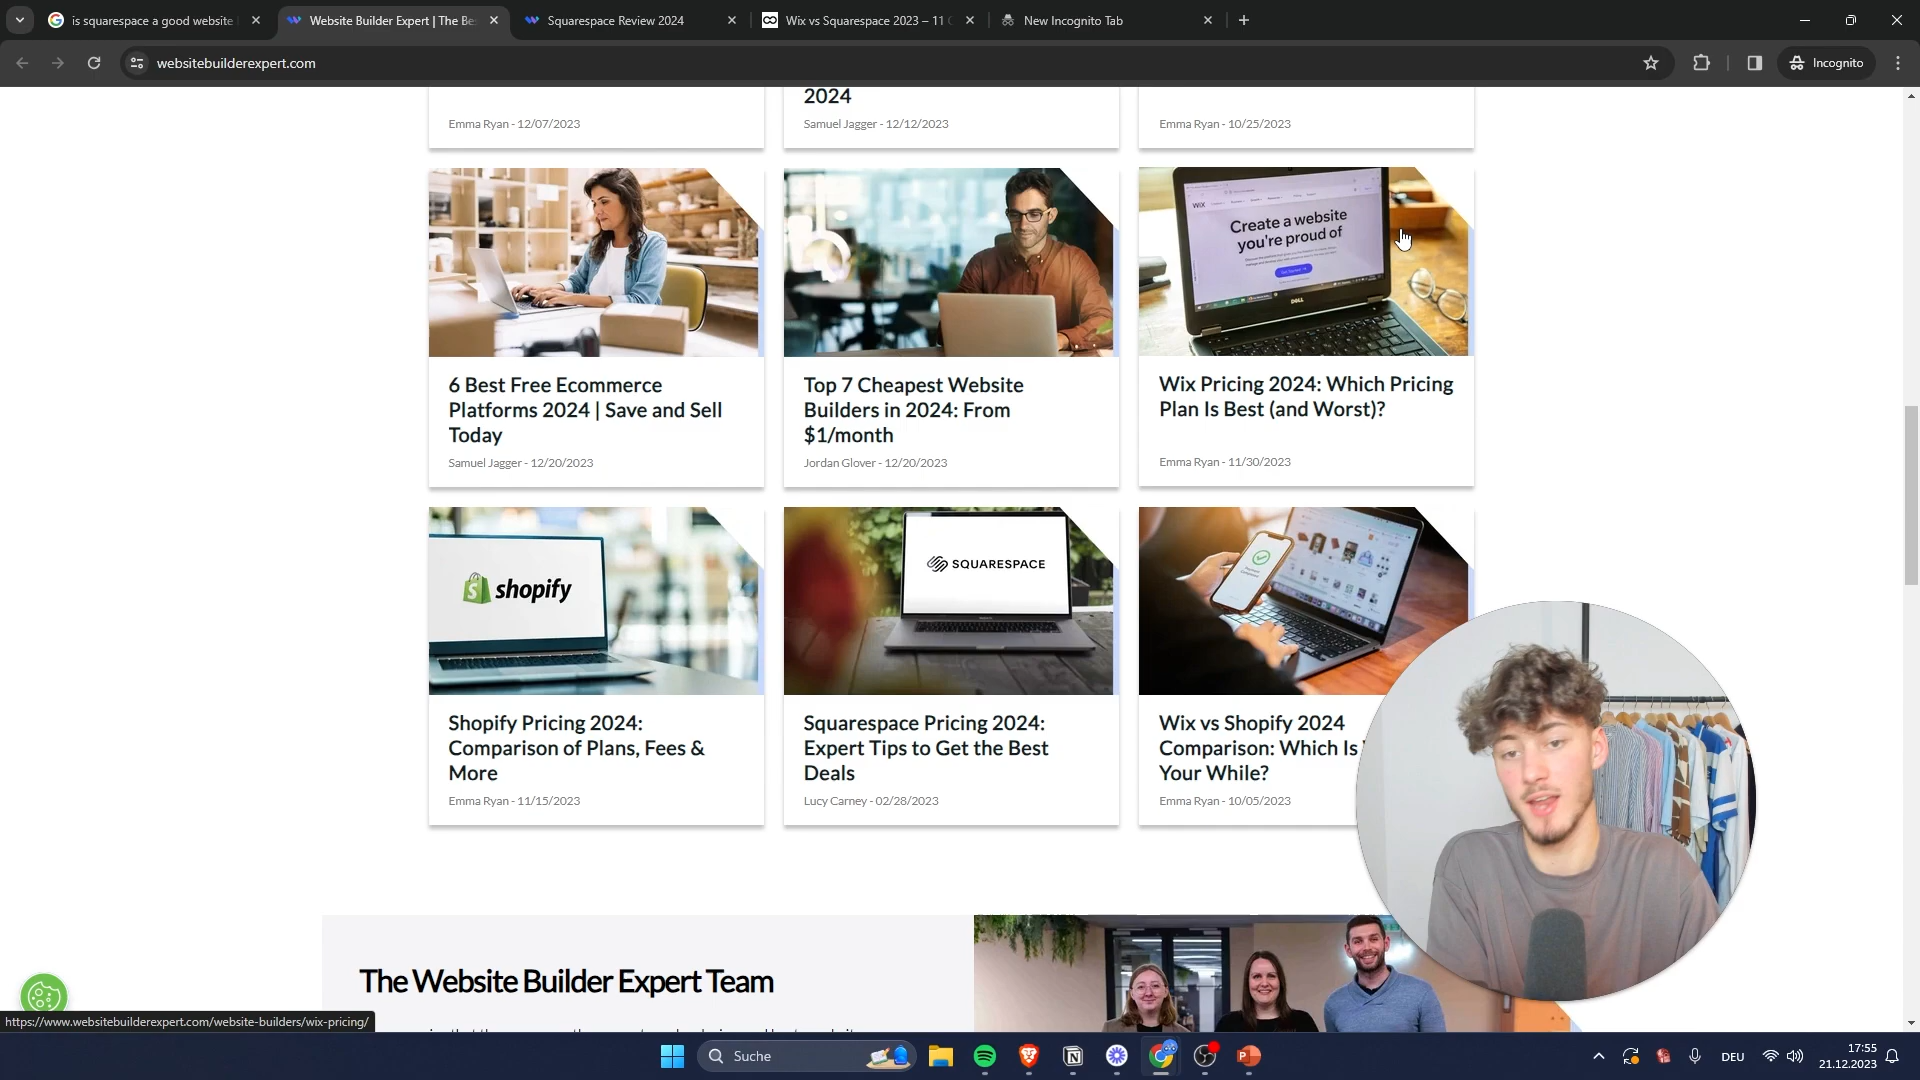 is squarespace a good website
Website Builder Expert | The Be
Squarespace Review 2024
Wix vs Squarespace 2023 – 11
New Incognito Tab
websitebuilderexpert.com
Incognito
2024
Emma Ryan - 12/07/2023
Samuel Jagger - 12/12/2023
Emma Ryan - 10/25/2023
WIX
Create a website
you're proud of
DELL
6 Best Free Ecommerce
Platforms 2024 | Save and Sell
Today
Samuel Jagger - 12/20/2023
Top 7 Cheapest Website
Builders in 2024: From
$1/month
Jordan Glover - 12/20/2023
Wix Pricing 2024: Which Pricing
Plan Is Best (and Worst)?
Emma Ryan - 11/30/2023
shopify
SQUARESPACE
Shopify Pricing 2024:
Comparison of Plans, Fees &
More
Emma Ryan - 11/15/2023
Squarespace Pricing 2024:
Expert Tips to Get the Best
Deals
Lucy Carney - 02/28/2023
Wix vs Shopify 2024
Comparison: Which Is
Your While?
Emma Ryan - 10/05/2023
The Website Builder Expert Team
https://www.websitebuilderexpert.com/website-builders/wix-pricing/
Suche
DEU
17:55
21.12.2023